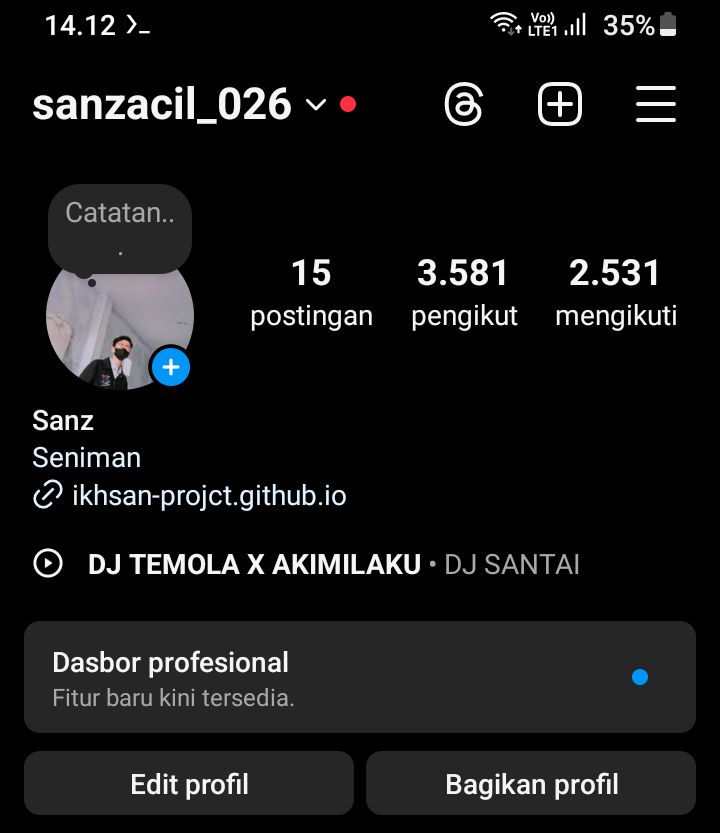 14.12
Vo)) LTE1
35%
sanzacil_026
Catatan..
.
15 3.581 2.531
postingan pengikut mengikuti
Sanz
Seniman
ikhsan-projct.github.io
DJ TEMOLA X AKIMILAKU • DJ SANTAI
Dasbor profesional
Fitur baru kini tersedia.
Edit profil Bagikan profil